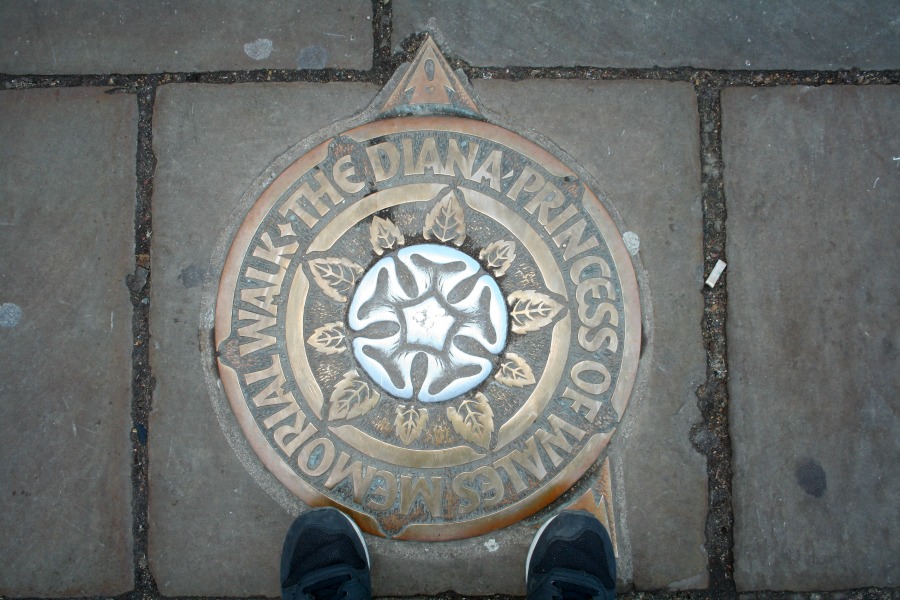 THE DIANA·PRINCESS OF WALES MEMORIAL WALK·